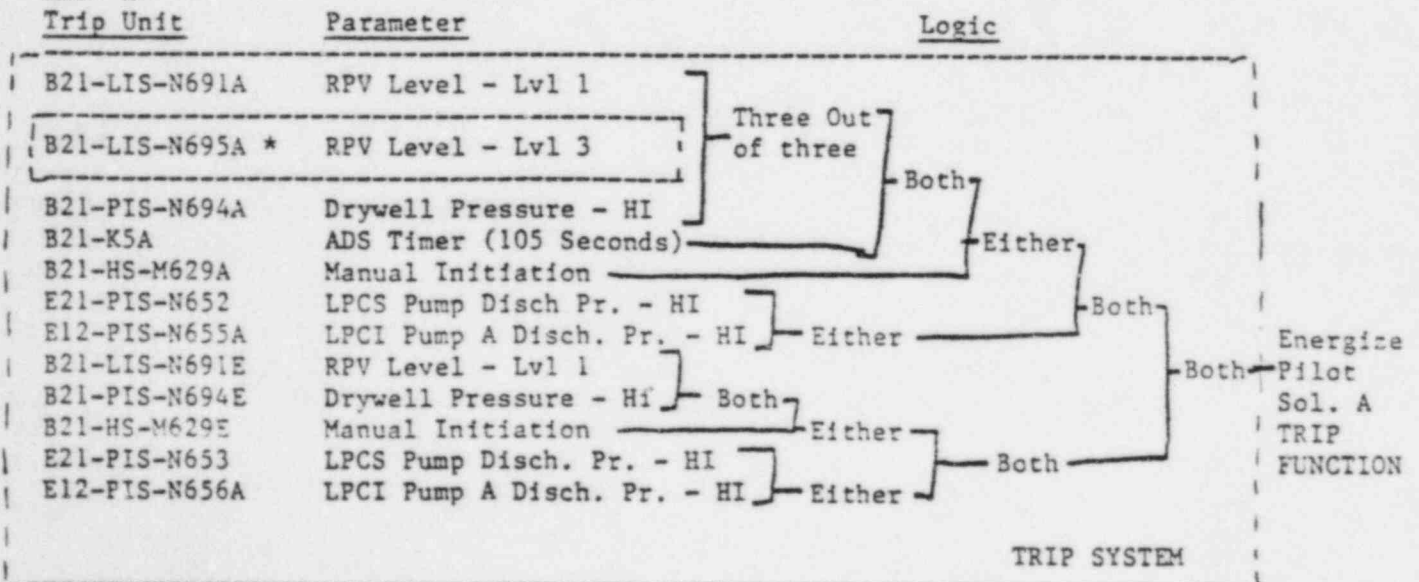 Trip Unit Parameter Logic
B21-LIS-N691A RPV Level - Lvl 1
Three Out
B21-LIS-N695A * RPV Level - Lvl 3 of three
Both
B21-PIS-N694A Drywell Pressure - HI
B21-K5A ADS Timer (105 Seconds) Either
B21-HS-M629A Manual Initiation
E21-PIS-N652 LPCS Pump Disch Pr. - HI Both
E12-PIS-N655A LPCI Pump A Disch. Pr. - HI Either Energize
B21-LIS-N691E RPV Level - Lvl 1 Both Pilot
B21-PIS-N694E Drywell Pressure - Hi Both Sol. A
B21-HS-M629E Manual Initiation Either TRIP
E21-PIS-N653 LPCS Pump Disch. Pr. - HI Both FUNCTION
E12-PIS-N656A LPCI Pump A Disch. Pr. - HI Either
TRIP SYSTEM